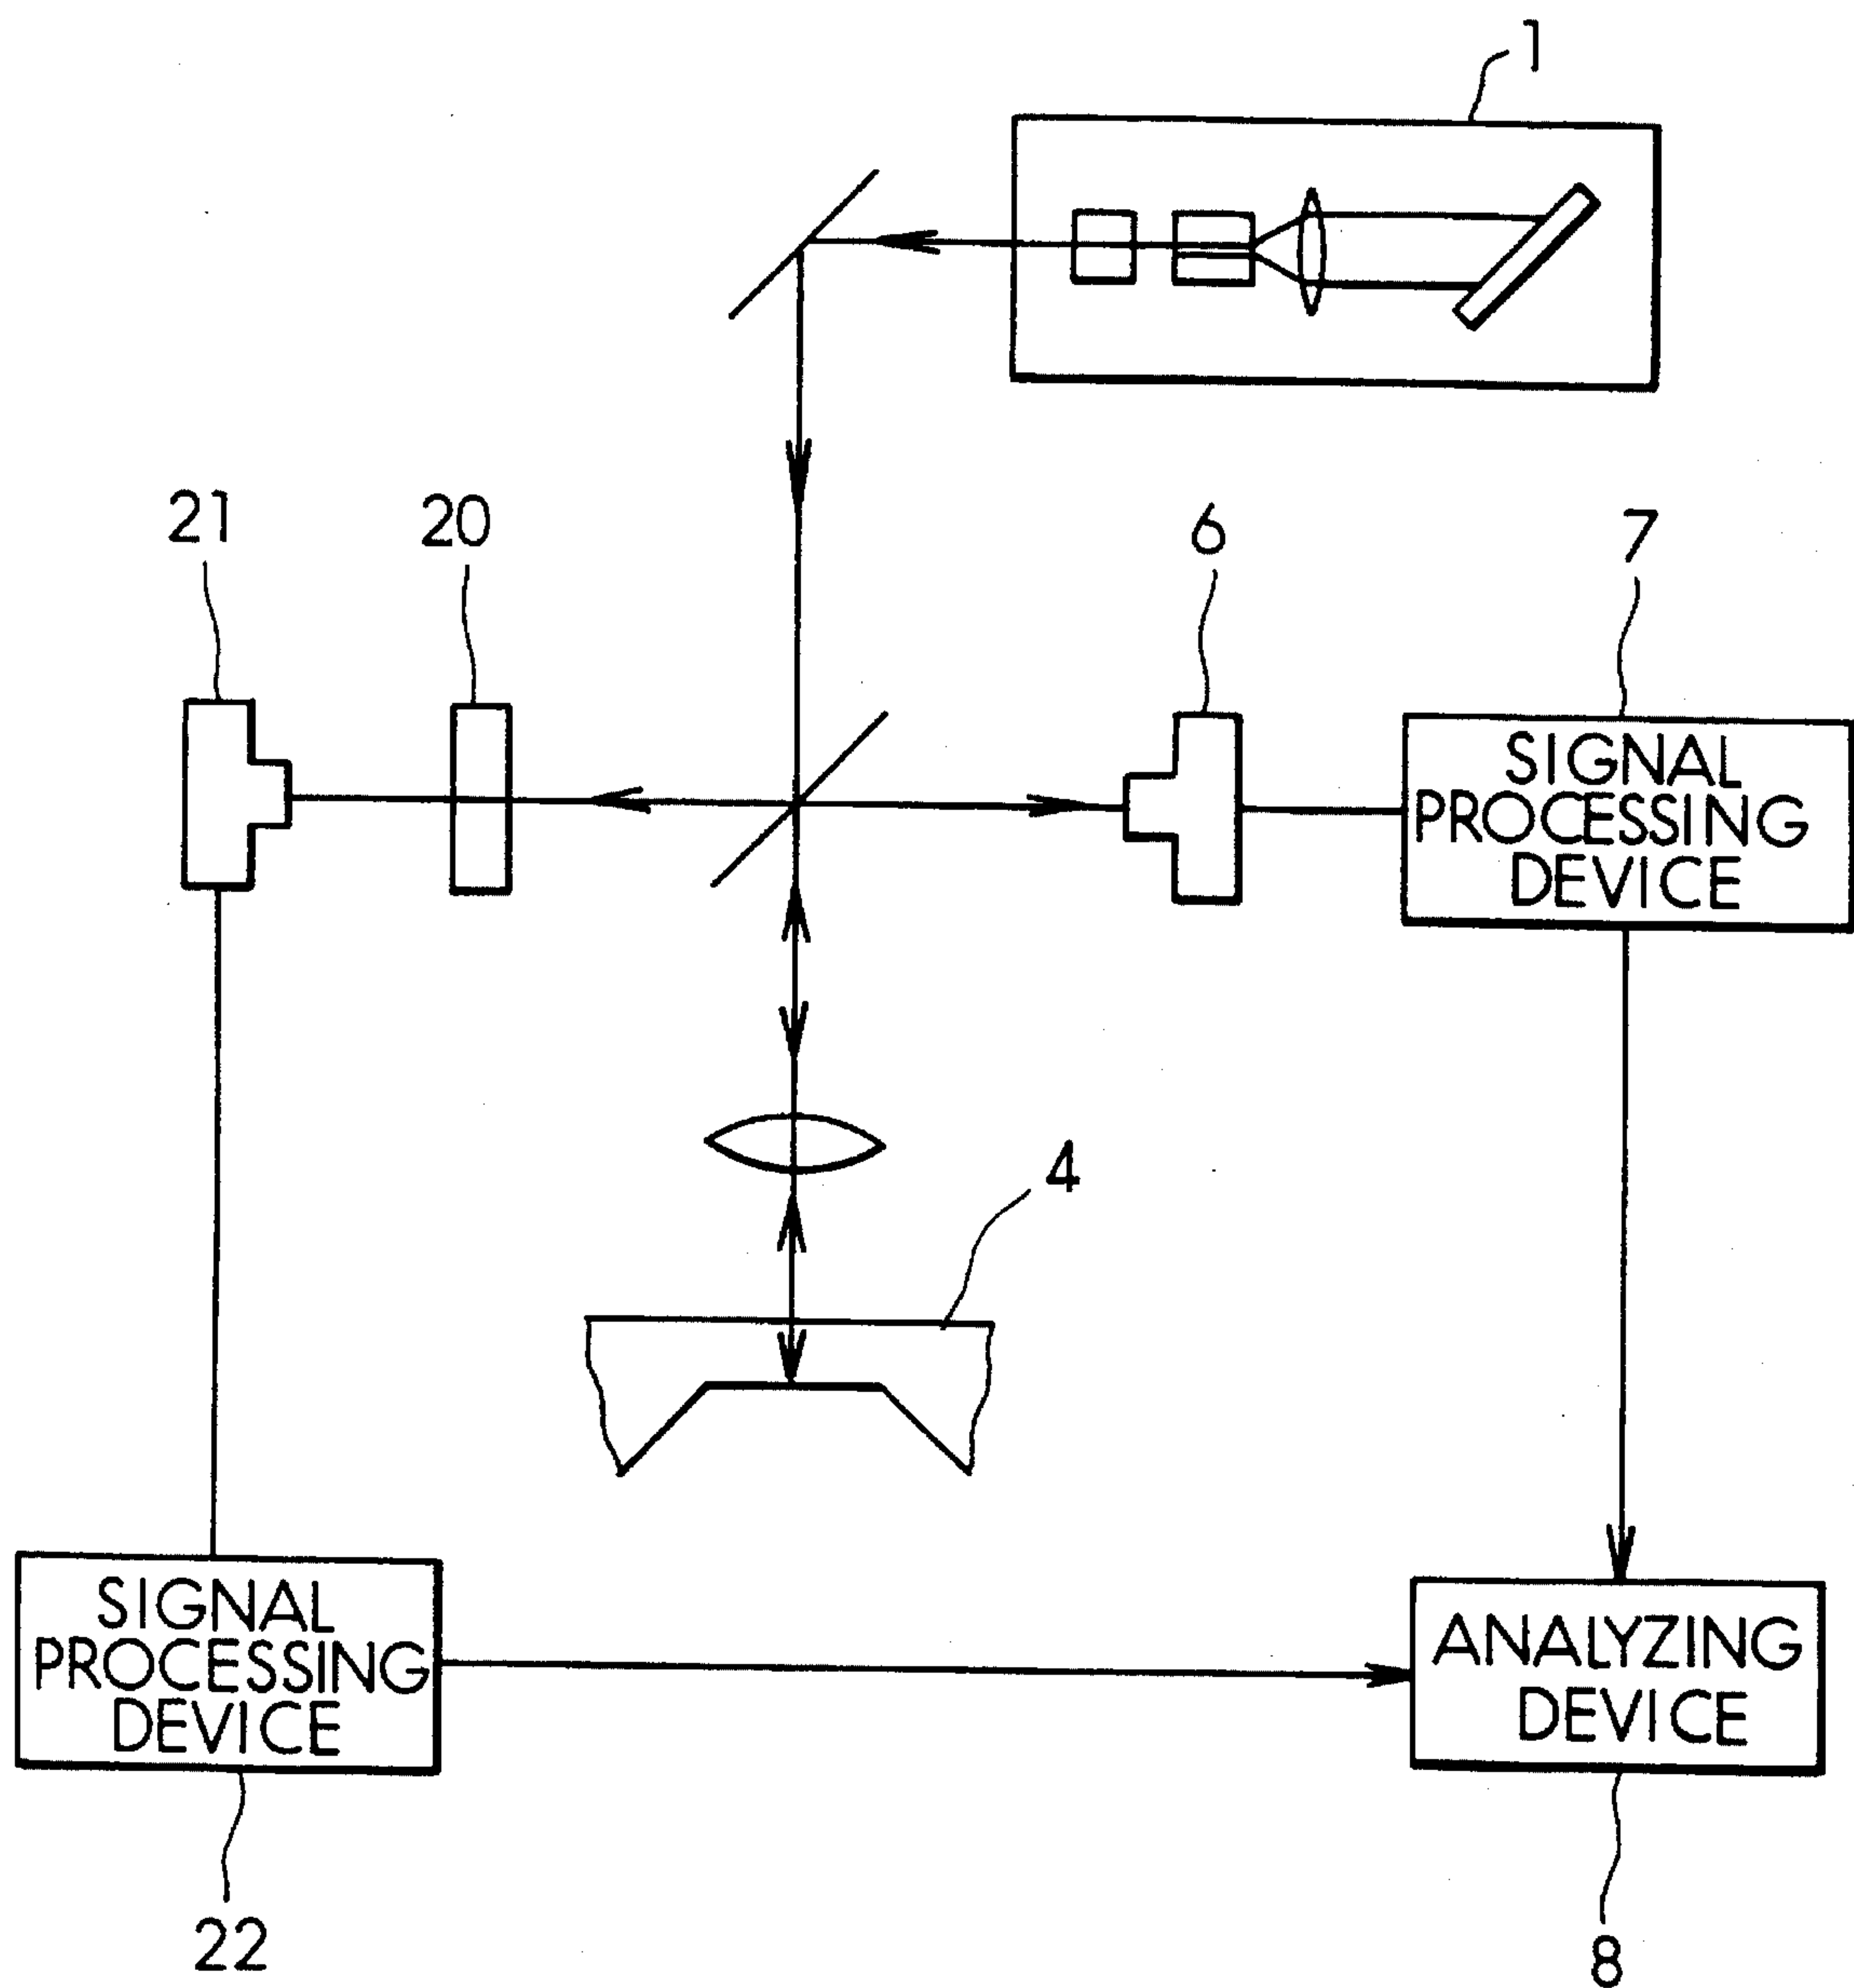 1
21
20
6
7
SIGNAL
PROCESSING
DEVICE
4
SIGNAL
PROCESSING
DEVICE
ANALYZING
DEVICE
22
8